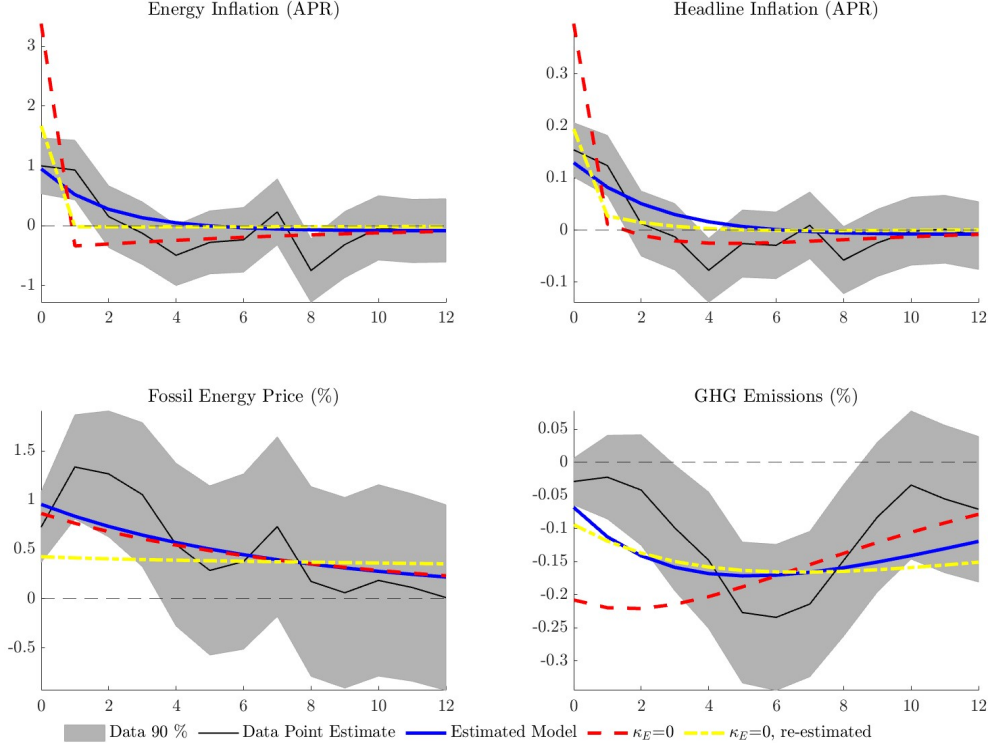 Energy Inflation (APR)
3
2
1
0
-1
0 2 4 6 8 10 12
Headline Inflation (APR)
0.3
0.2
0.1
0
-0.1
0 2 4 6 8 10 12
Fossil Energy Price (%)
1.5
1
0.5
0
-0.5
0 2 4 6 8 10 12
GHG Emissions (%)
0.05
0
-0.05
-0.1
-0.15
-0.2
-0.25
-0.3
0 2 4 6 8 10 12
Data 90 % Data Point Estimate Estimated Model κ_E=0 κ_E=0, re-estimated